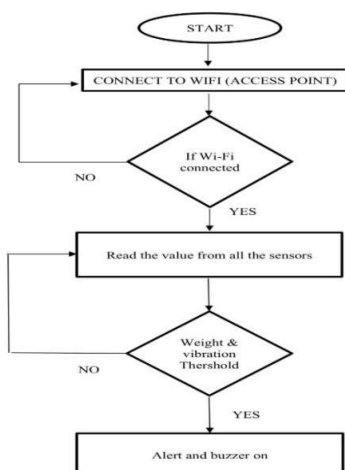 START
CONNECT TO WIFI (ACCESS POINT)
If Wi-Fi
connected
NO
YES
Read the value from all the sensors
Weight &
vibration
Thershold
NO
YES
Alert and buzzer on